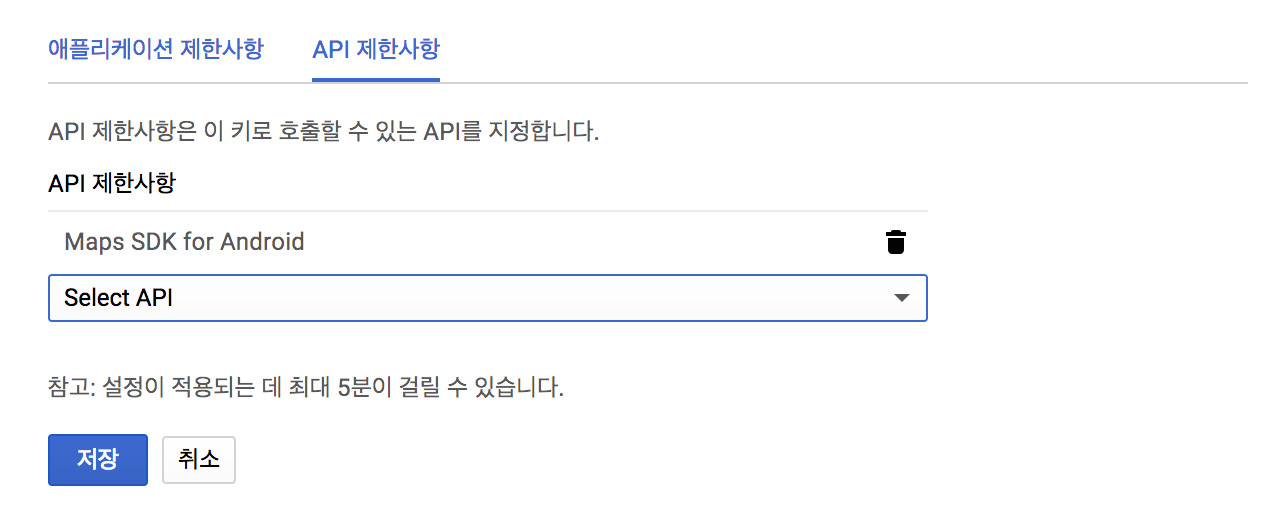 애플리케이션 제한사항 API 제한사항
API 제한사항은 이 키로 호출할 수 있는 API를 지정합니다.
API 제한사항
Maps SDK for Android
Select API
참고: 설정이 적용되는 데 최대 5분이 걸릴 수 있습니다.
저장 취소